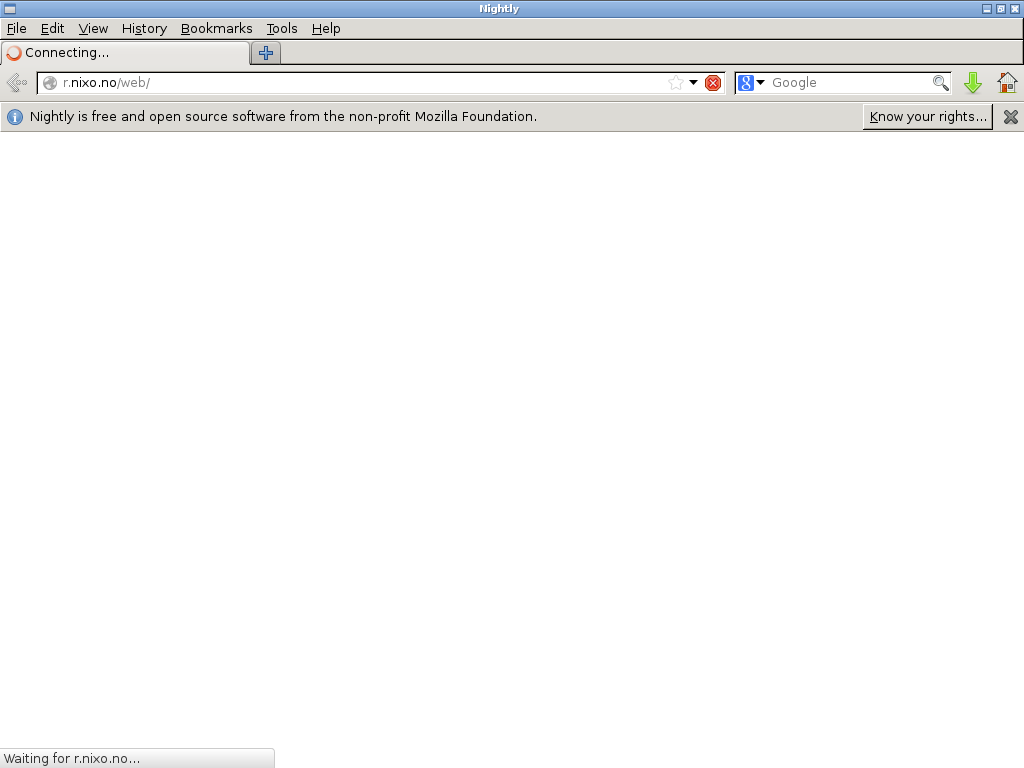 Nightly
File Edit View History Bookmarks Tools Help
Connecting...
r.nixo.no/web/
Google
Nightly is free and open source software from the non-profit Mozilla Foundation.
Know your rights...
Waiting for r.nixo.no...